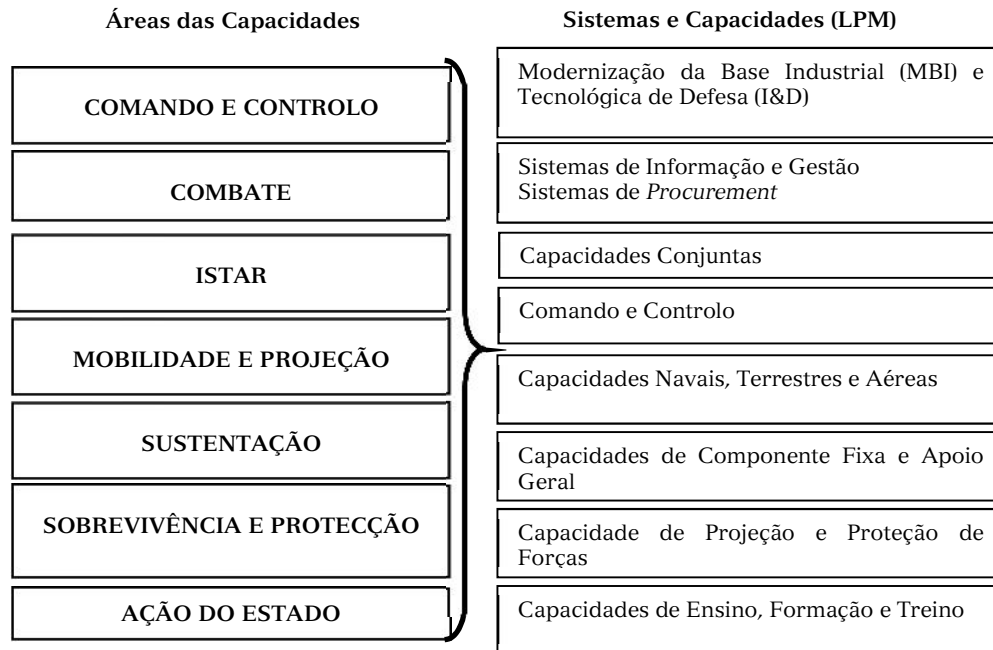 Áreas das Capacidades
COMANDO E CONTROLO
COMBATE
ISTAR
MOBILIDADE E PROJEÇÃO
SUSTENTAÇÃO
SOBREVIVÊNCIA E PROTECÇÃO
AÇÃO DO ESTADO
Sistemas e Capacidades (LPM)
Modernização da Base Industrial (MBI) e
Tecnológica de Defesa (I&D)
Sistemas de Informação e Gestão
Sistemas de Procurement
Capacidades Conjuntas
Comando e Controlo
Capacidades Navais, Terrestres e Aéreas
Capacidades de Componente Fixa e Apoio
Geral
Capacidade de Projeção e Proteção de
Forças
Capacidades de Ensino, Formação e Treino